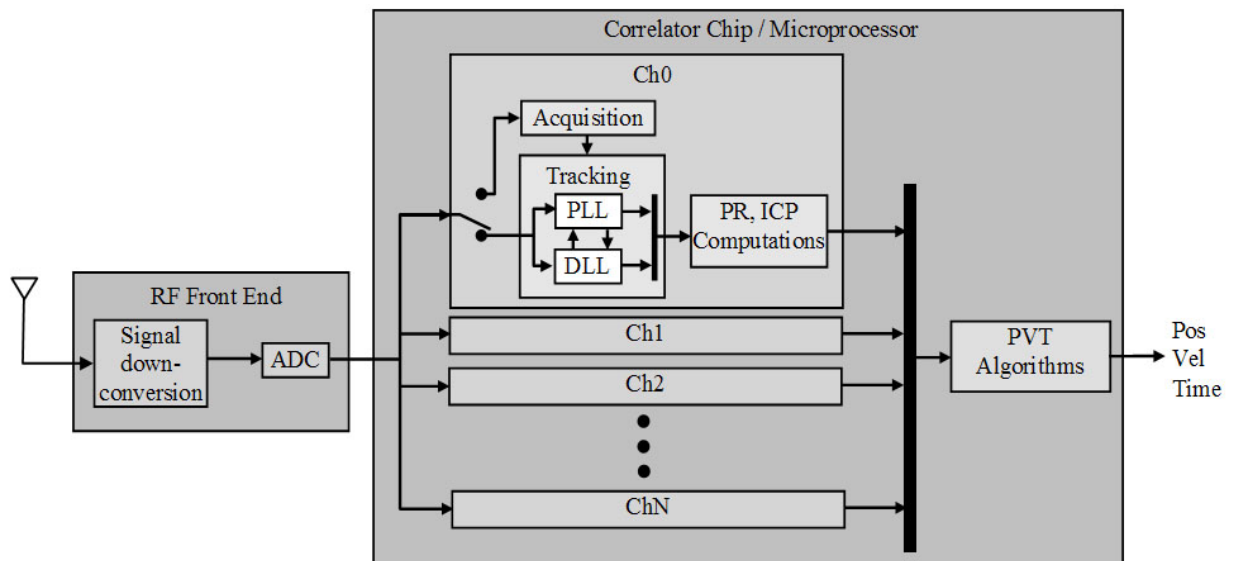 Correlator Chip / Microprocessor
Ch0
Acquisition
Tracking
PLL
DLL
PR, ICP
Computations
RF Front End
Signal
down-
conversion
ADC
Ch1
Ch2
ChN
PVT
Algorithms
Pos
Vel
Time